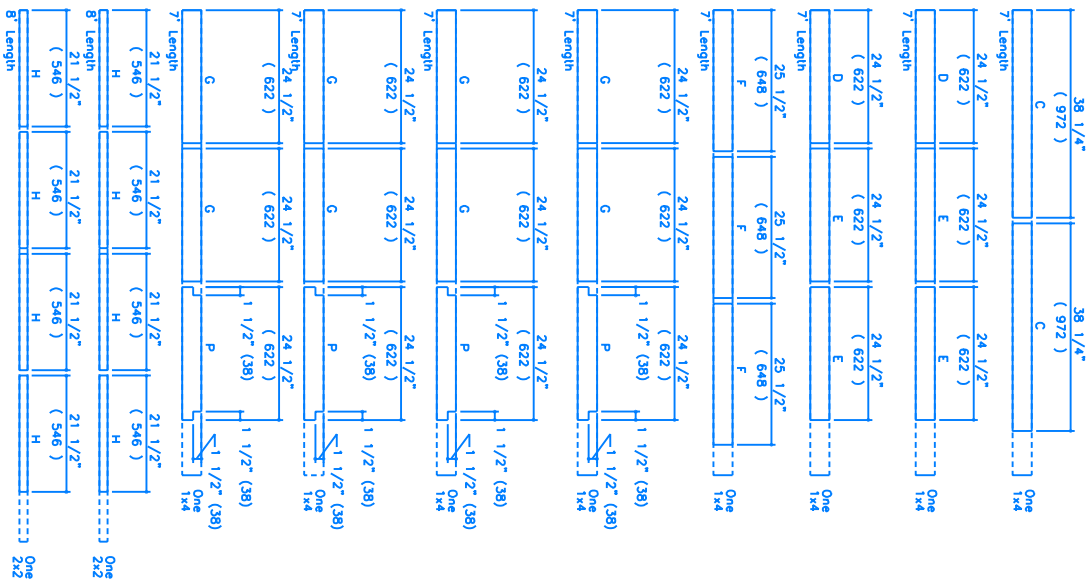 38 1/4" 38 1/4"
( 972 ) ( 972 )
C C
One
1x4
7' Length
24 1/2" 24 1/2" 24 1/2"
( 622 ) ( 622 ) ( 622 )
D E E
One
1x4
7' Length
24 1/2" 24 1/2" 24 1/2"
( 622 ) ( 622 ) ( 622 )
D E E
One
1x4
7' Length
25 1/2" 25 1/2" 25 1/2"
( 648 ) ( 648 ) ( 648 )
F F F
One
1x4
7' Length
24 1/2" 24 1/2" 24 1/2"
( 622 ) ( 622 ) ( 622 )
1 1/2" (38) 1 1/2" (38)
G G P 1 1/2" (38)
One
1x4
7' Length
24 1/2" 24 1/2" 24 1/2"
( 622 ) ( 622 ) ( 622 )
1 1/2" (38) 1 1/2" (38)
G G P 1 1/2" (38)
One
1x4
7' Length
24 1/2" 24 1/2" 24 1/2"
( 622 ) ( 622 ) ( 622 )
1 1/2" (38) 1 1/2" (38)
G G P 1 1/2" (38)
One
1x4
7' Length
24 1/2" 24 1/2" 24 1/2"
( 622 ) ( 622 ) ( 622 )
1 1/2" (38) 1 1/2" (38)
G G P 1 1/2" (38)
One
1x4
7' Length
21 1/2" 21 1/2" 21 1/2" 21 1/2"
( 546 ) ( 546 ) ( 546 ) ( 546 )
H H H H
One
2x2
8' Length
21 1/2" 21 1/2" 21 1/2" 21 1/2"
( 546 ) ( 546 ) ( 546 ) ( 546 )
H H H H
One
2x2
8' Length